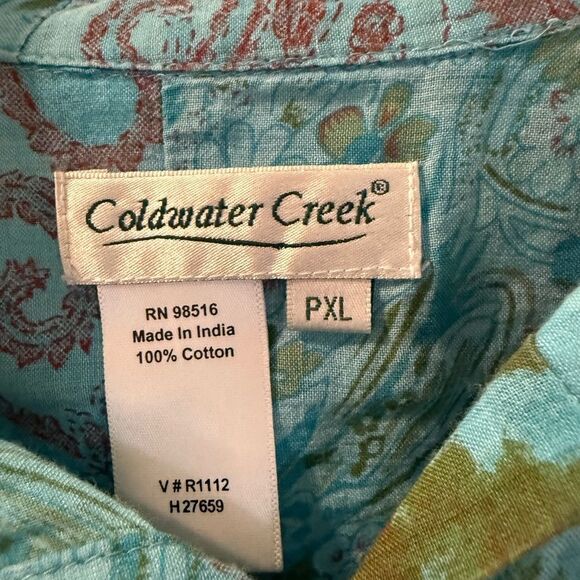 Coldwater Creek®
PXL
RN 98516
Made In India
100% Cotton
V # R1112
H27659